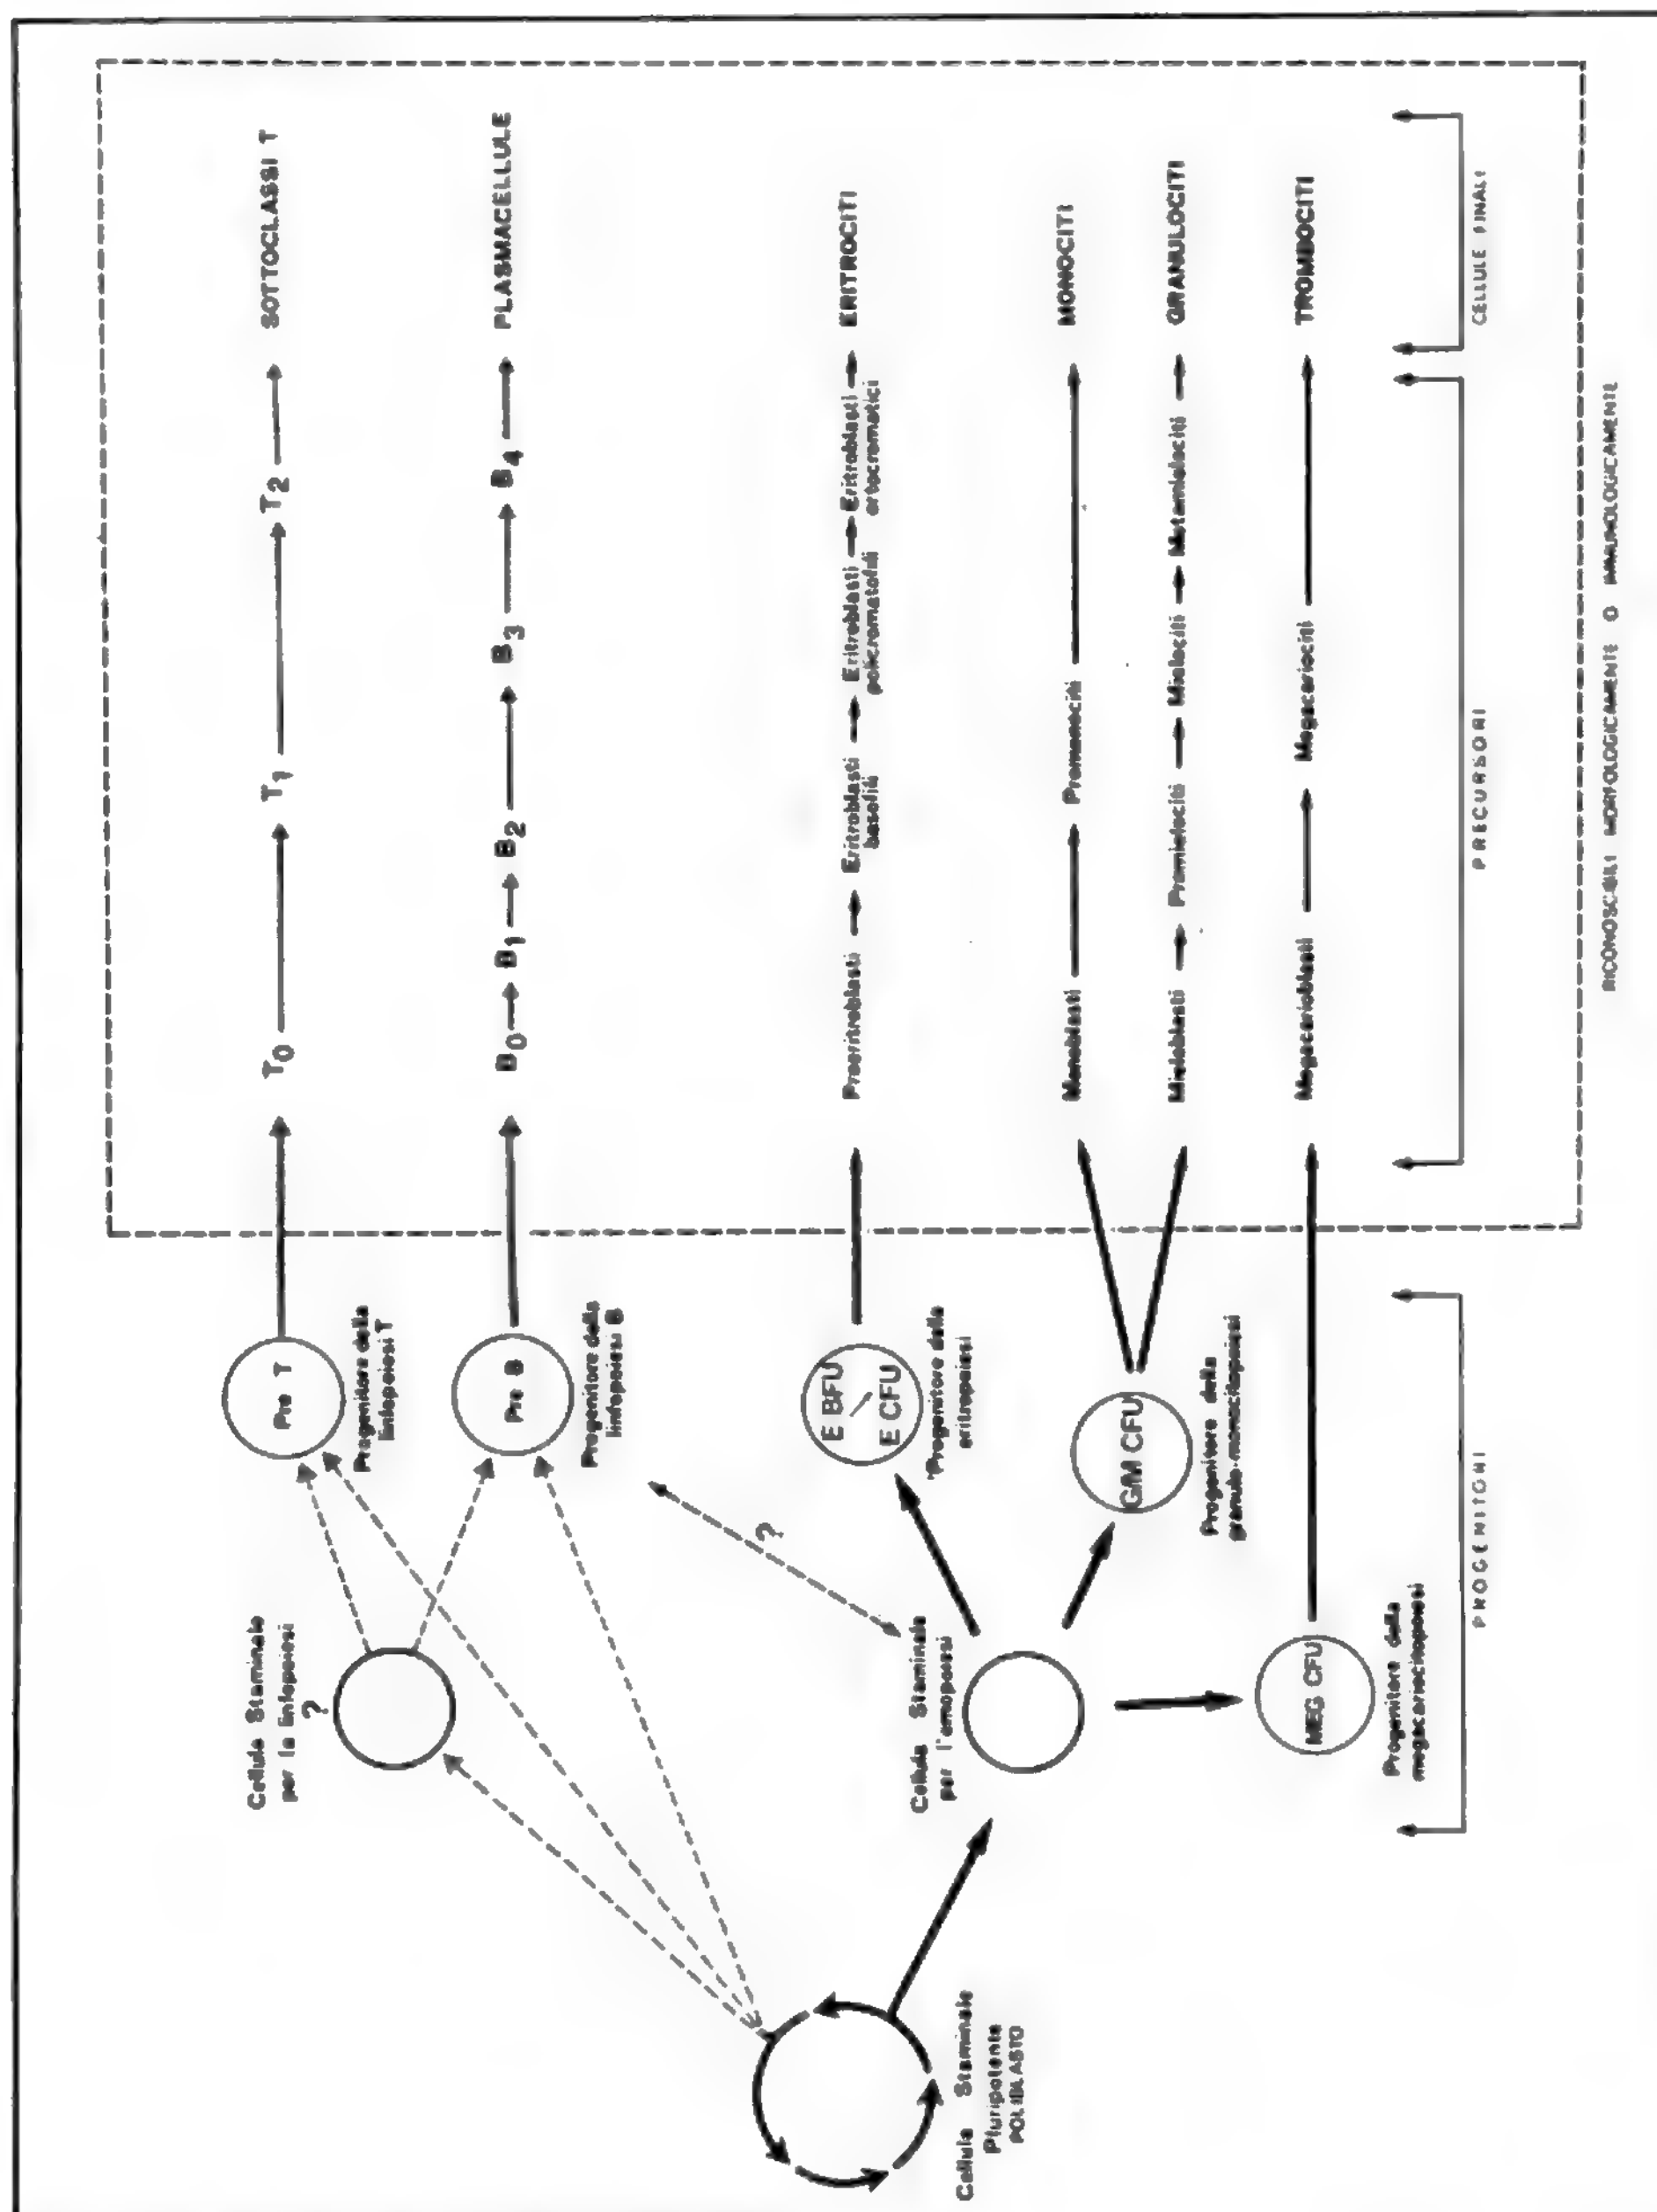 Cellula Staminale
Pluripotente
POLIBLASTO
Cellula Staminale
per la linfopoiesi
?
Cellula Staminale
per l'emopoiesi
?
Pre T
Progenitore della
linfopoiesi T
Pre B
Progenitore della
linfopoiesi B
E BFU
E CFU
Progenitore della
eritropoiesi
G/M CFU
Progenitore della
granulo-monocitopoiesi
MEG CFU
Progenitore della
megacariocitopoiesi
T0 T1 T2 SOTTOCLASSI T
B0 B1 B2 B3 B4 PLASMACELLULE
Proeritroblasti Eritroblasti Eritroblasti Eritroblasti ERITROCITI
basofili policromatofili ortocromatici
Monoblasti Promonociti MONOCITI
Mieloblasti Promielociti Mielociti Metamielociti GRANULOCITI
Megacarioblasti Megacariociti TROMBOCITI
PROGENITORI PRECURSORI CELLULE FINALI
RICONOSCIBILI MORFOLOGICAMENTE O IMMUNOLOGICAMENTE